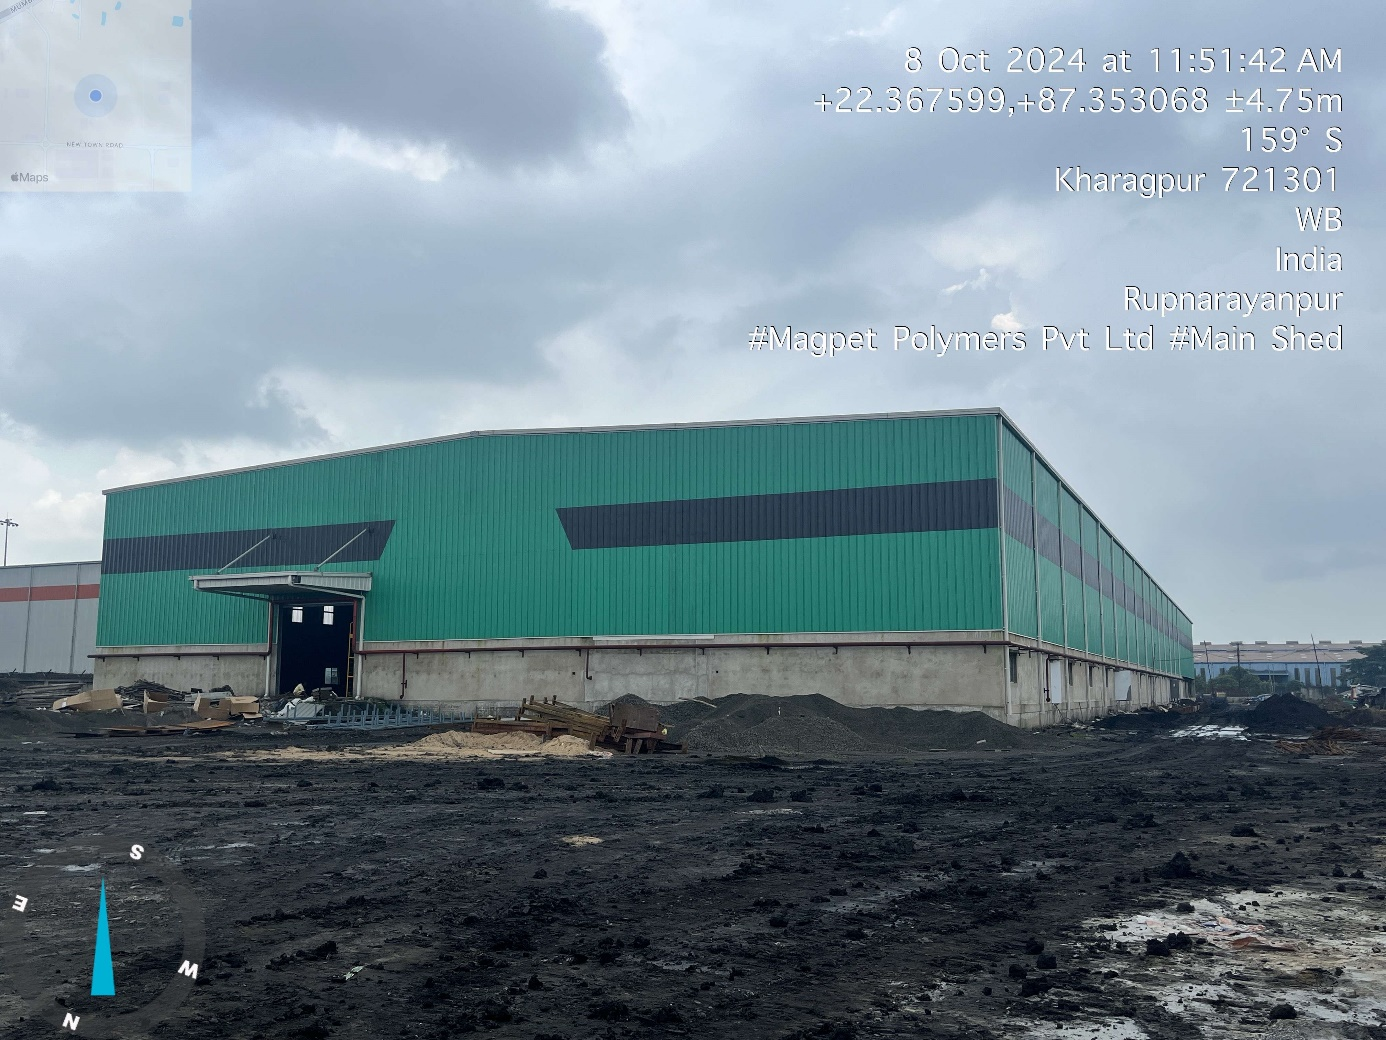 MUMB
NEW TOWN ROAD
Maps
8 Oct 2024 at 11:51:42 AM
+22.367599,+87.353068 ±4.75m
159° S
Kharagpur 721301
WB
India
Rupnarayanpur
#Magpet Polymers Pvt Ltd #Main Shed
S
E
W
N